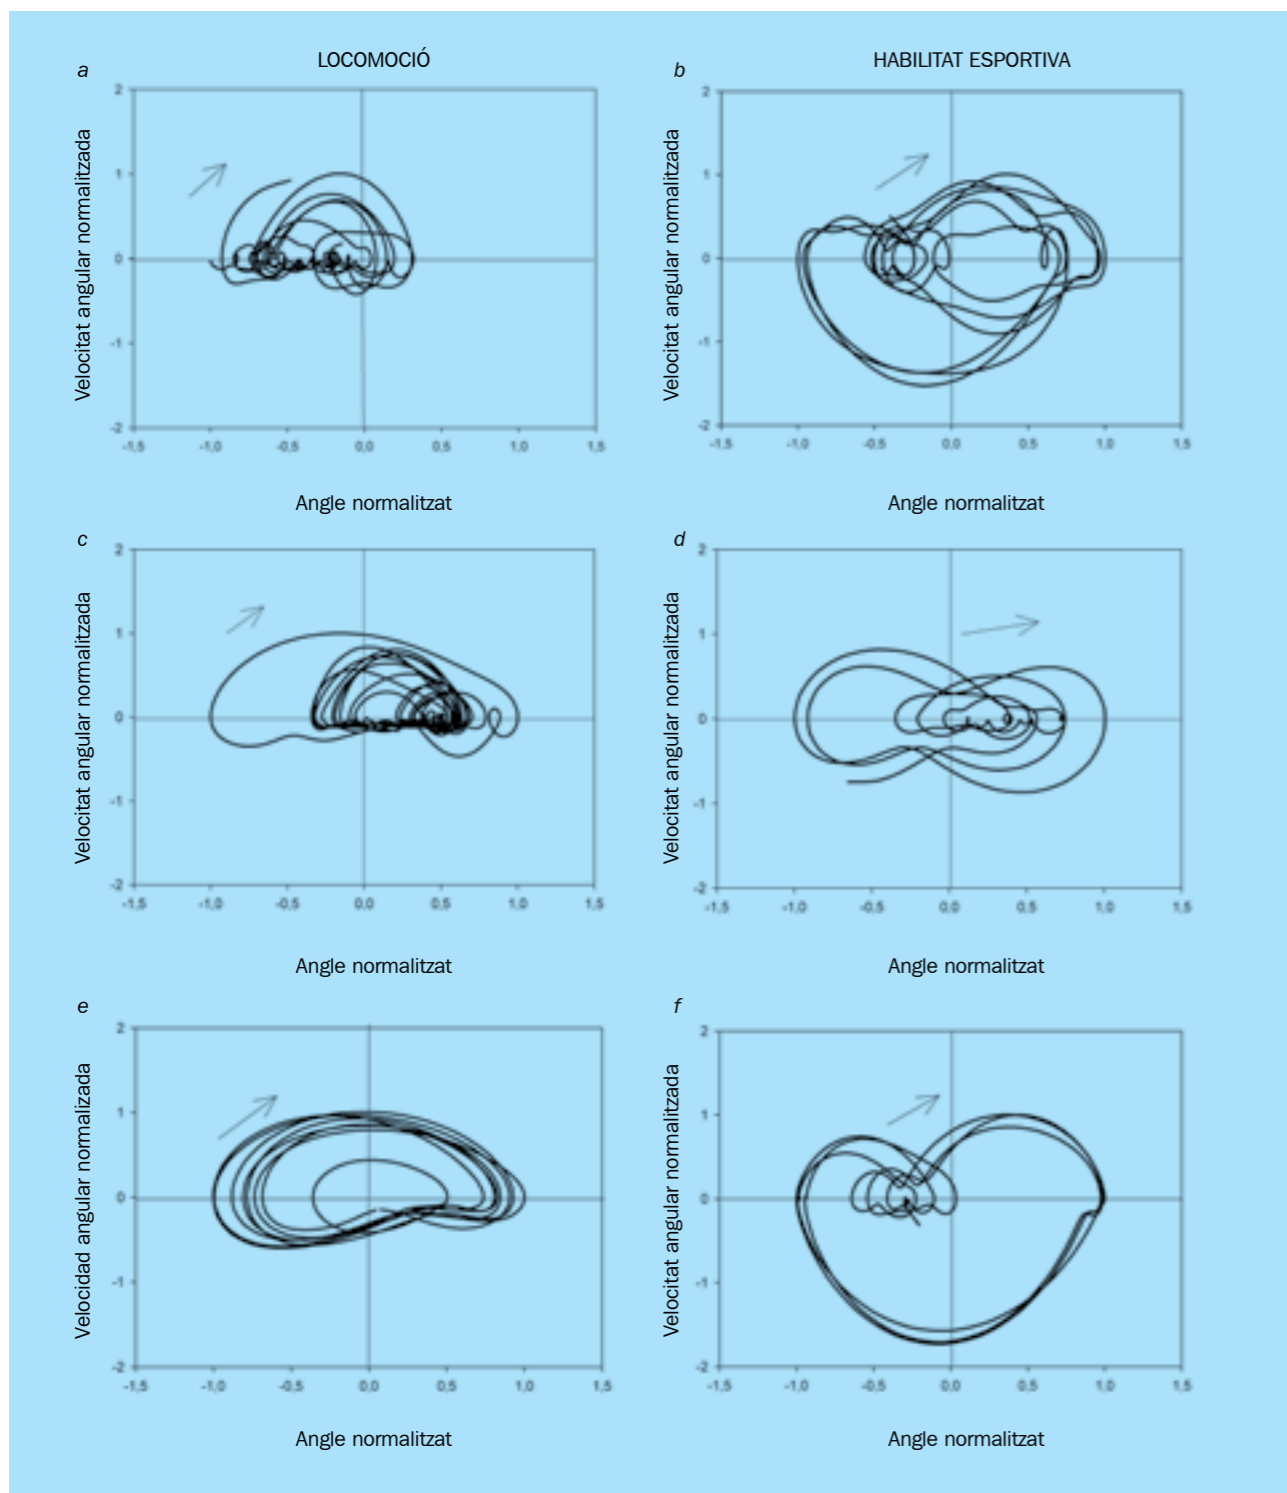 LOCOMOCIÓ
HABILITAT ESPORTIVA
a
Velocitat angular normalitzada
2
1
0
-1
-2
-1,5 -1,0 -0,5 0,0 0,5 1,0 1,5
Angle normalitzat
b
Velocitat angular normalitzada
2
1
0
-1
-2
-1,5 -1,0 -0,5 0,0 0,5 1,0 1,5
Angle normalitzat
c
Velocitat angular normalitzada
2
1
0
-1
-2
-1,5 -1,0 -0,5 0,0 0,5 1,0 1,5
Angle normalitzat
d
Velocitat angular normalitzada
2
1
0
-1
-2
-1,5 -1,0 -0,5 0,0 0,5 1,0 1,5
Angle normalitzat
e
Velocidad angular normalizada
2
1
0
-1
-2
-1,5 -1,0 -0,5 0,0 0,5 1,0 1,5
Angle normalitzat
f
Velocitat angular normalitzada
2
1
0
-1
-2
-1,5 -1,0 -0,5 0,0 0,5 1,0 1,5
Angle normalitzat